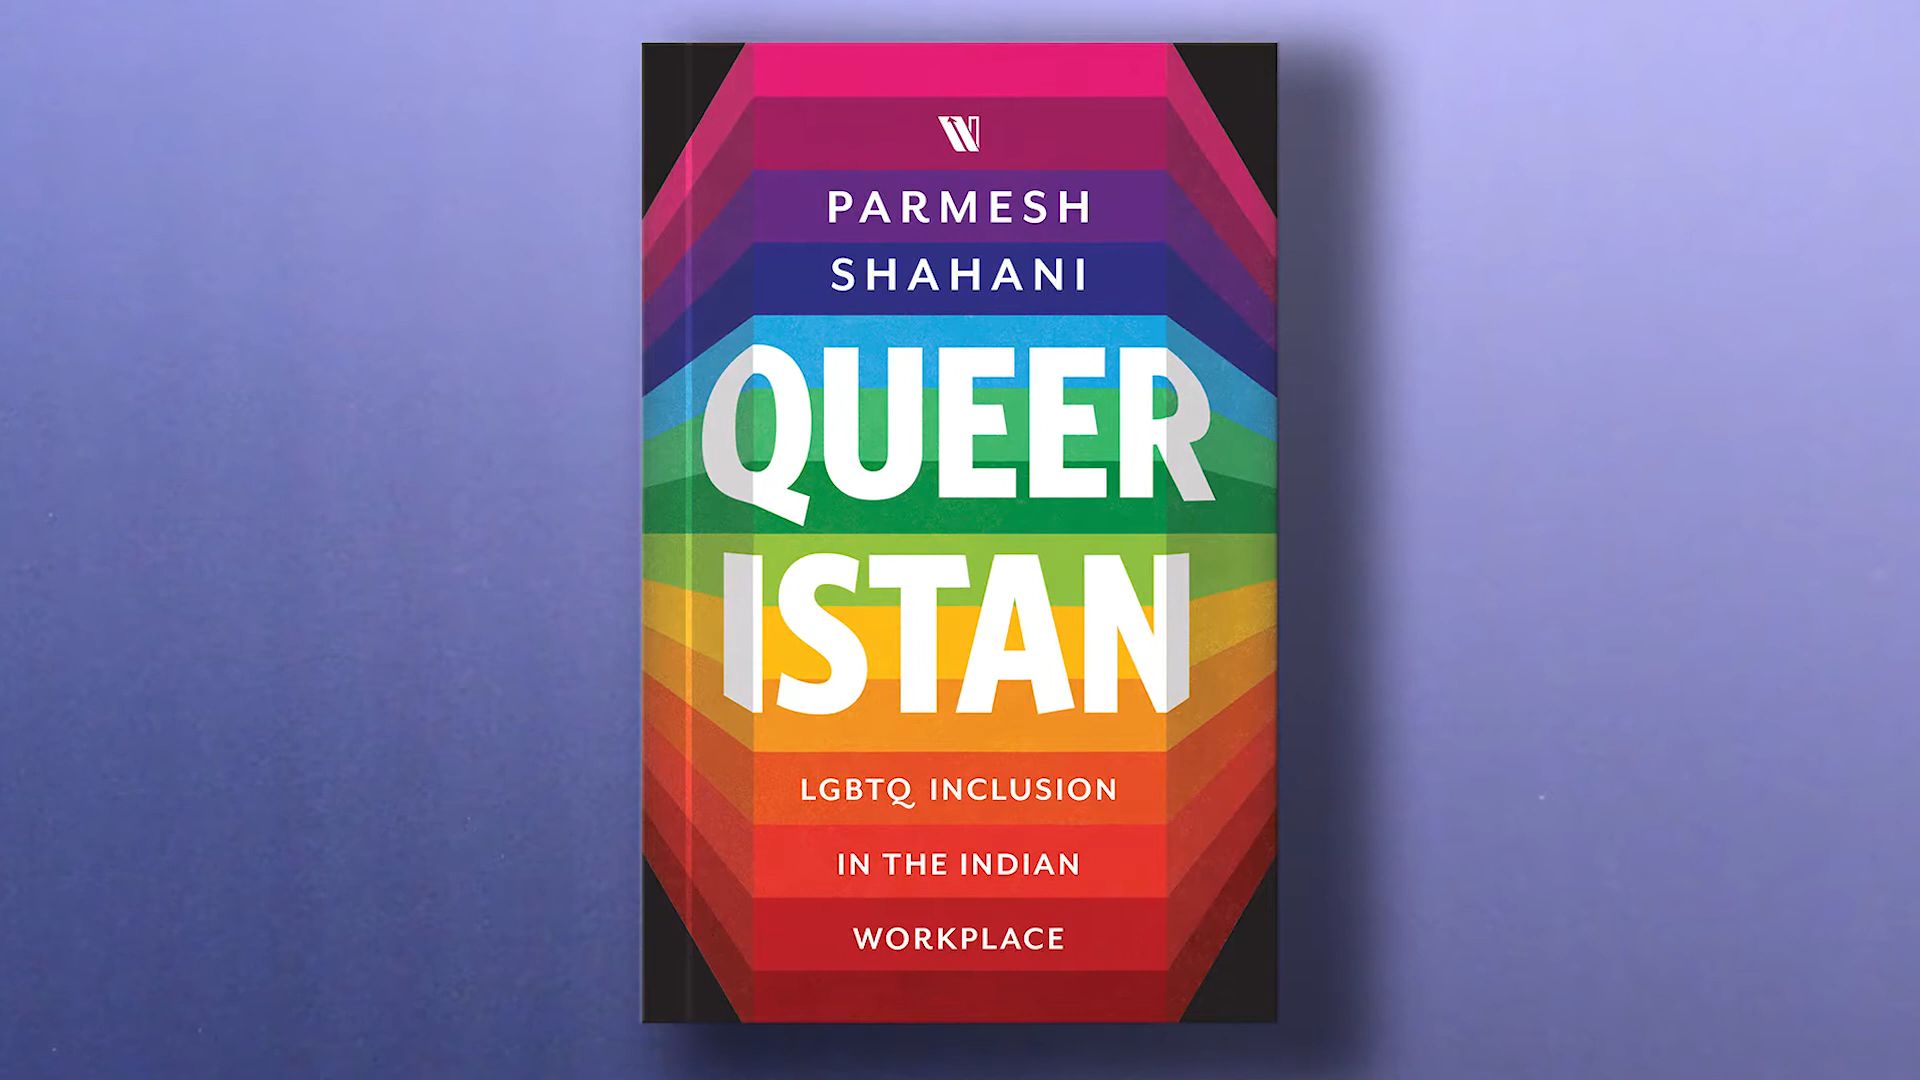 PARMESH
SHAHANI
QUEER
ISTAN
LGBTQ INCLUSION
IN THE INDIAN
WORKPLACE